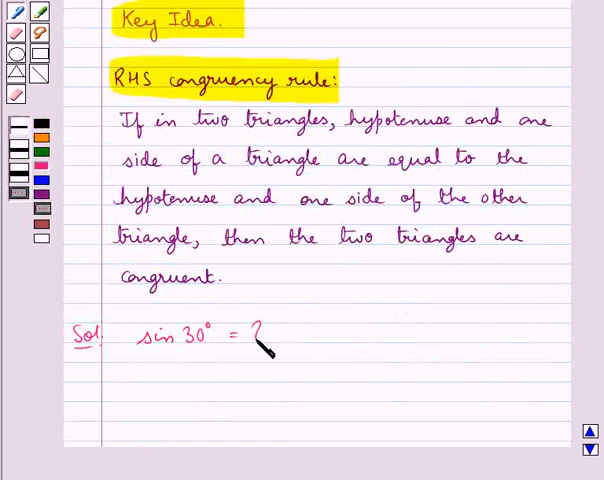 Key Idea.
RHS congruency rule:
If in two triangles, hypotenuse and one
side of a triangle are equal to the
hypotenuse and one side of the other
triangle, then the two triangles are
congruent.
Sol. sin 30° = ?